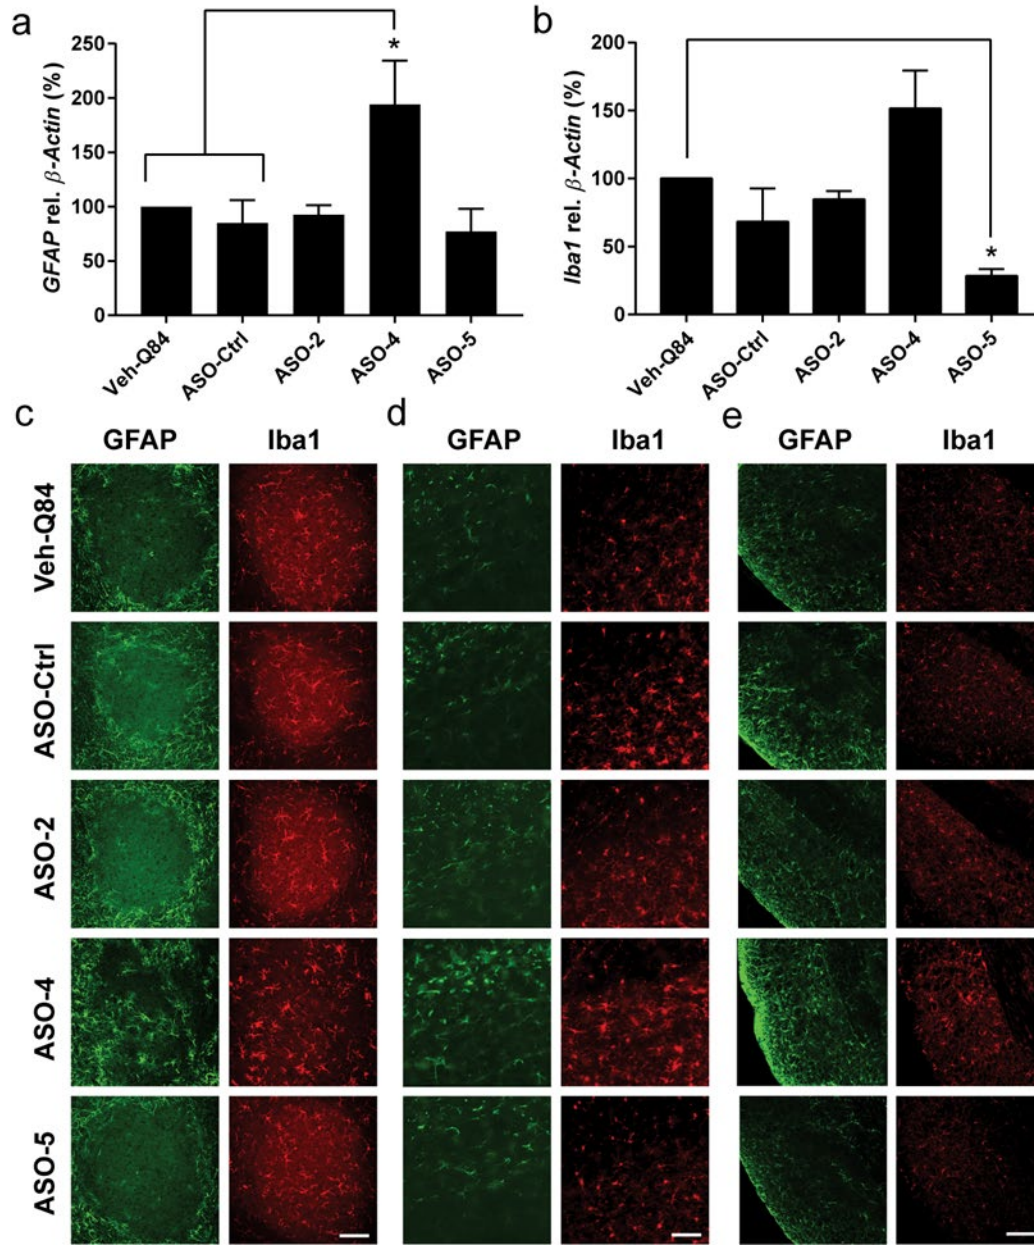 a
GFAP rel. β-Actin (%)
250
200
150
100
50
0
*
Veh-Q84
ASO-Ctrl
ASO-2
ASO-4
ASO-5
b
Iba1 rel. β-Actin (%)
200
150
100
50
0
*
Veh-Q84
ASO-Ctrl
ASO-2
ASO-4
ASO-5
c
GFAP Iba1
d
GFAP Iba1
e
GFAP Iba1
Veh-Q84
ASO-Ctrl
ASO-2
ASO-4
ASO-5